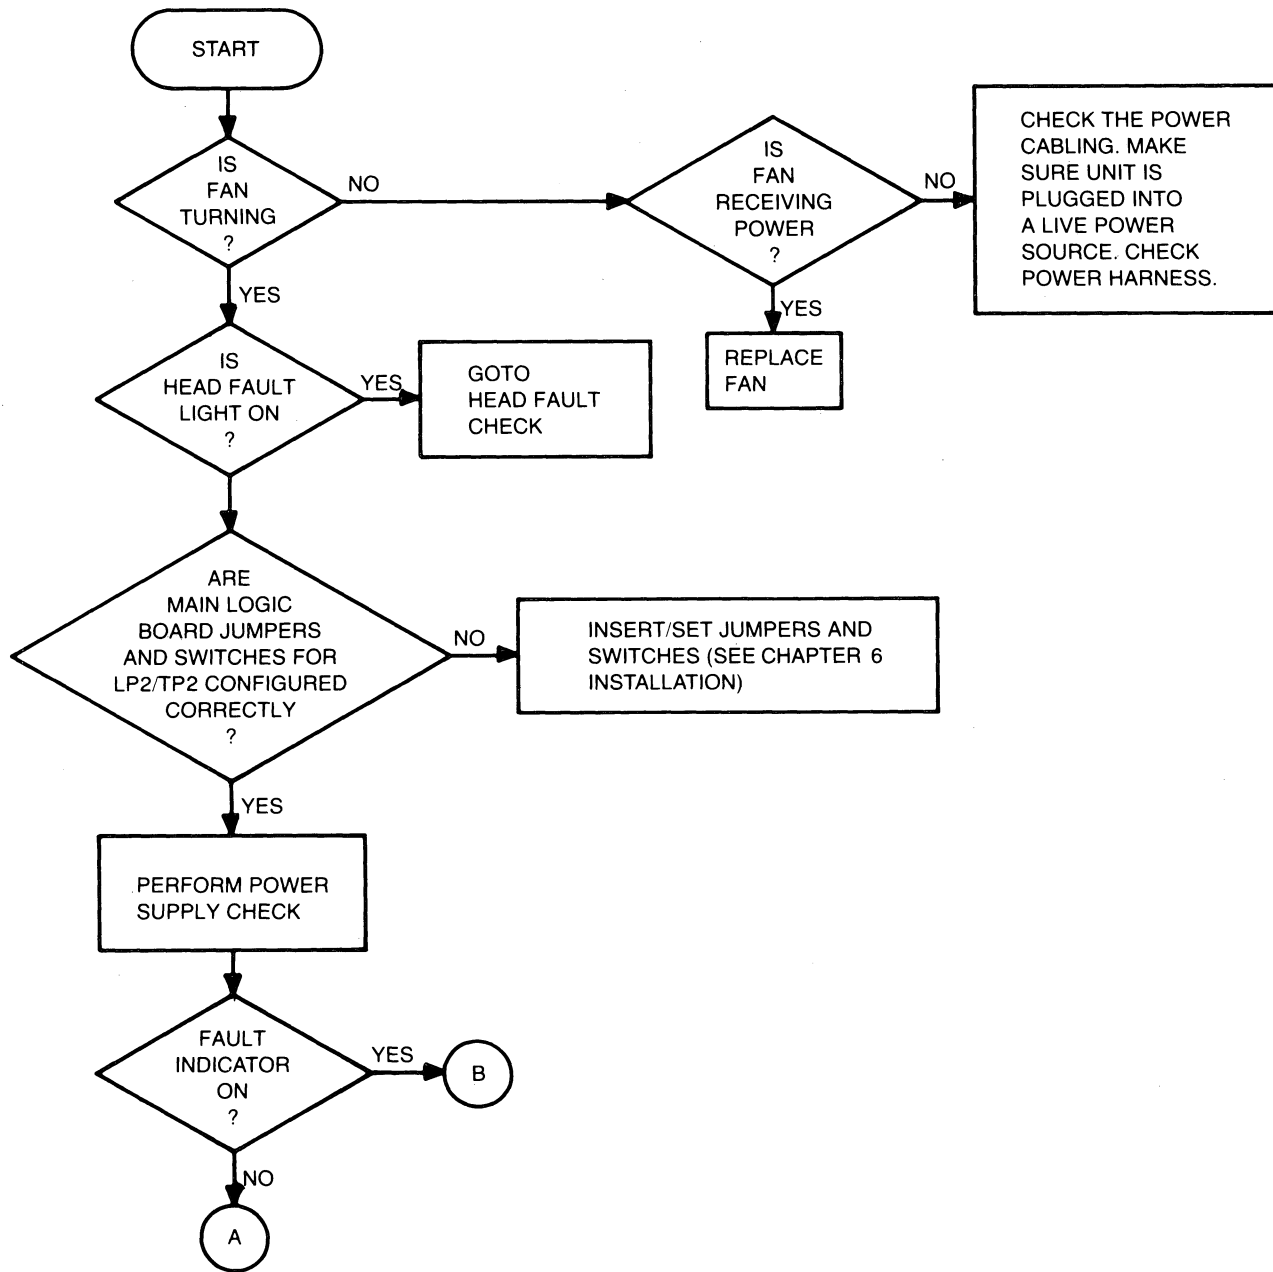 START
IS
FAN
TURNING
?
NO
IS
FAN
RECEIVING
POWER
?
NO
CHECK THE POWER
CABLING. MAKE
SURE UNIT IS
PLUGGED INTO
A LIVE POWER
SOURCE. CHECK
POWER HARNESS.
YES
YES
REPLACE
FAN
IS
HEAD FAULT
LIGHT ON
?
YES
GOTO
HEAD FAULT
CHECK
ARE
MAIN LOGIC
BOARD JUMPERS
AND SWITCHES FOR
LP2/TP2 CONFIGURED
CORRECTLY
?
NO
INSERT/SET JUMPERS AND
SWITCHES (SEE CHAPTER 6
INSTALLATION)
YES
PERFORM POWER
SUPPLY CHECK
FAULT
INDICATOR
ON
?
YES
B
NO
A